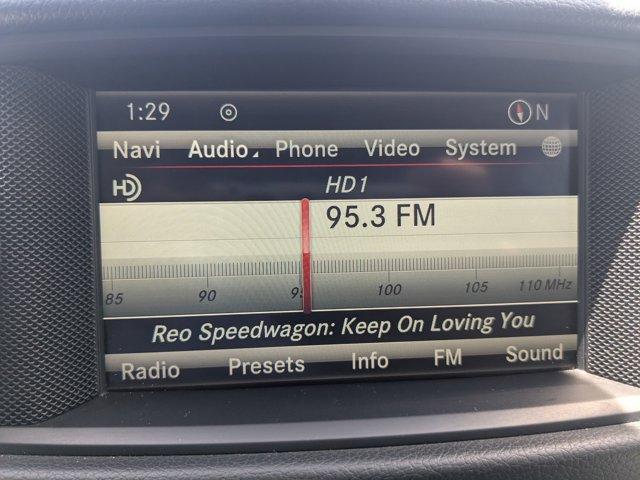 1:29 N
Navi Audio Phone Video System
HD HD1
95.3 FM
85 90 9 100 105 110 MHz
Reo Speedwagon: Keep On Loving You
Radio Presets Info FM Sound